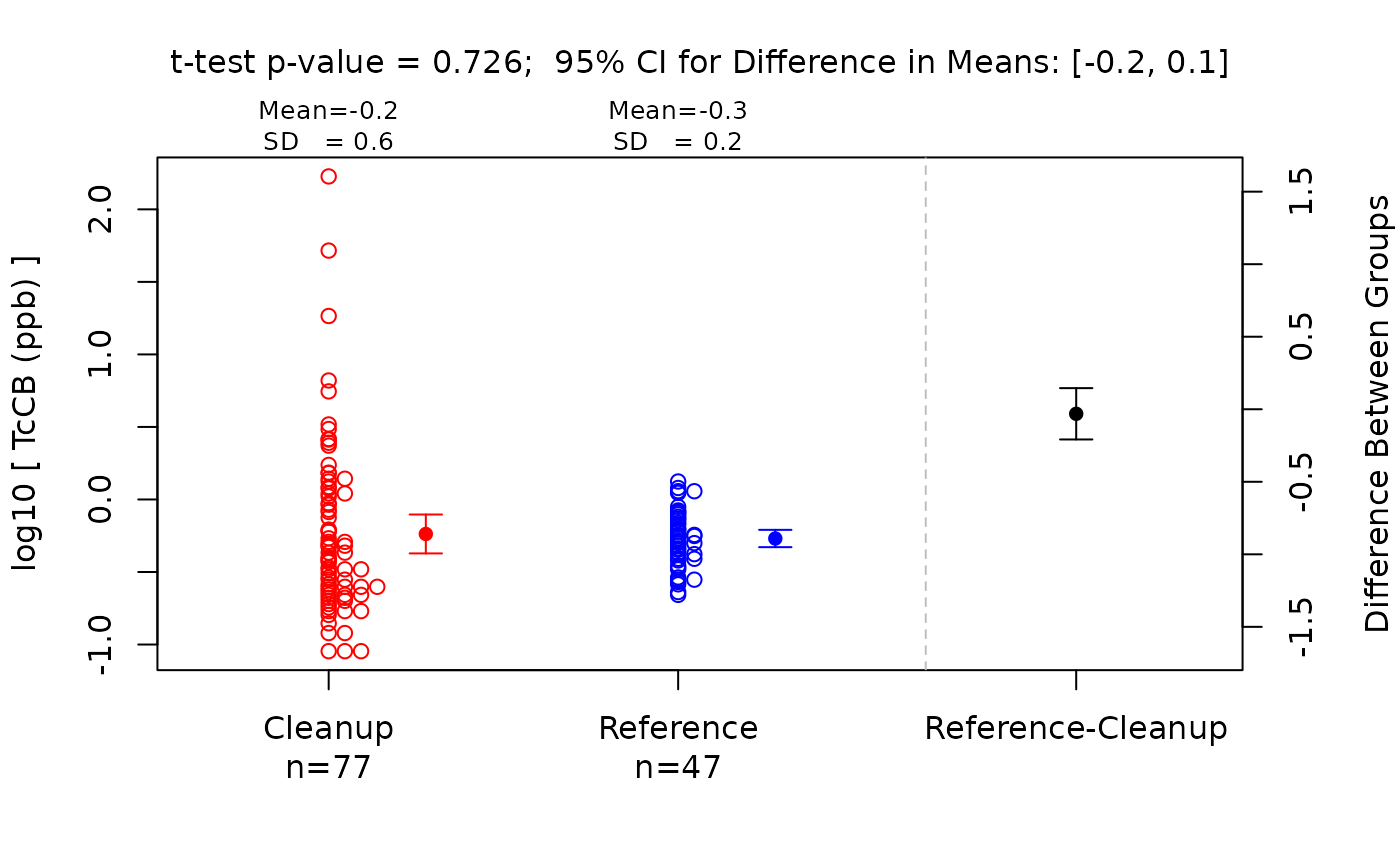 t-test p-value = 0.726;  95% CI for Difference in Means: [-0.2, 0.1]
Mean=-0.2
SD   = 0.6
Mean=-0.3
SD   = 0.2
log10 [ TcCB (ppb) ]
2.0
1.0
0.0
-1.0
1.5
0.5
-0.5
-1.5
Difference Between Groups
Cleanup
n=77
Reference
n=47
Reference-Cleanup